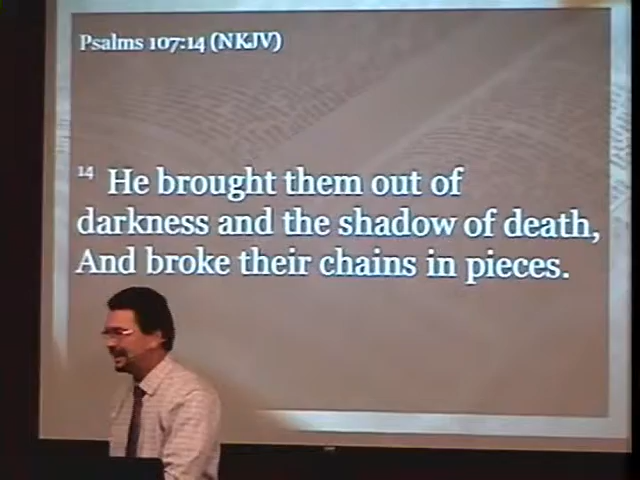 Psalms 107:14 (NKJV)
14 He brought them out of
darkness and the shadow of death,
And broke their chains in pieces.